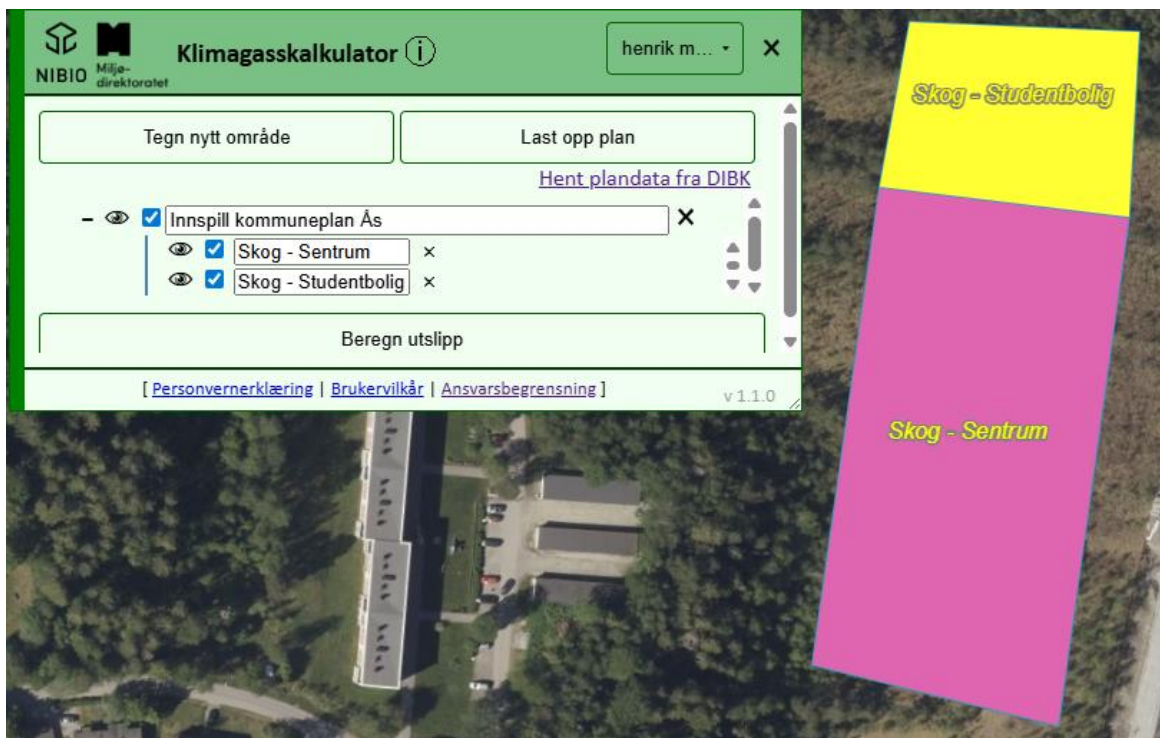 NIBIO
Miljø-
direktoratet
Klimagasskalkulator
henrik m...
Tegn nytt område
Last opp plan
Hent plandata fra DIBK
Innspill kommuneplan Ås
Skog - Sentrum
Skog - Studentbolig
Beregn utslipp
[ Personvernerklæring | Brukervilkår | Ansvarsbegrensning ]
v 1.1.0
Skog - Studentbolig
Skog - Sentrum